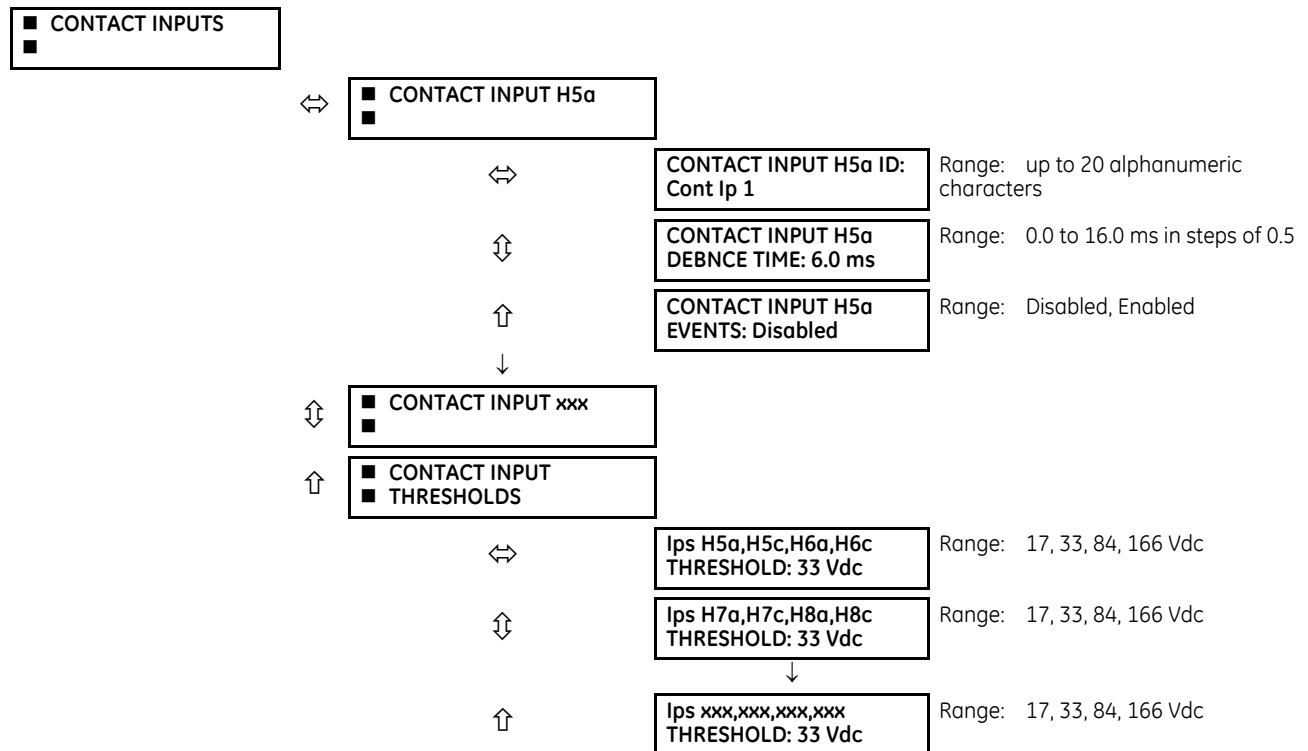 ■ CONTACT INPUTS
■
■ CONTACT INPUT H5a
■
CONTACT INPUT H5a ID:
Cont Ip 1
Range: up to 20 alphanumeric
characters
CONTACT INPUT H5a
DEBNCE TIME: 6.0 ms
Range: 0.0 to 16.0 ms in steps of 0.5
CONTACT INPUT H5a
EVENTS: Disabled
Range: Disabled, Enabled
■ CONTACT INPUT xxx
■
■ CONTACT INPUT
■ THRESHOLDS
Ips H5a,H5c,H6a,H6c
THRESHOLD: 33 Vdc
Range: 17, 33, 84, 166 Vdc
Ips H7a,H7c,H8a,H8c
THRESHOLD: 33 Vdc
Range: 17, 33, 84, 166 Vdc
Ips xxx,xxx,xxx,xxx
THRESHOLD: 33 Vdc
Range: 17, 33, 84, 166 Vdc